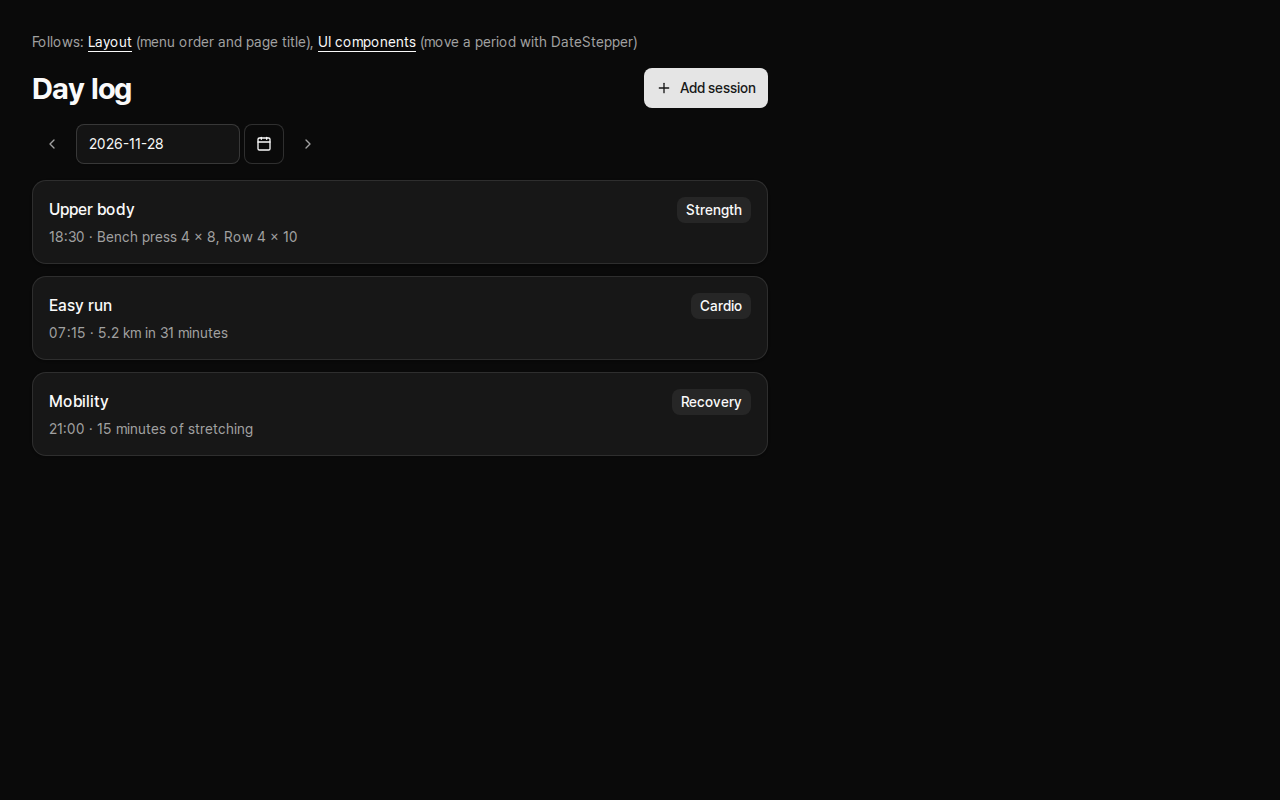 Follows: Layout (menu order and page title), UI components (move a period with DateStepper)
Day log
Add session
2026-11-28
Upper body
Strength
18:30 · Bench press 4 × 8, Row 4 × 10
Easy run
Cardio
07:15 · 5.2 km in 31 minutes
Mobility
Recovery
21:00 · 15 minutes of stretching